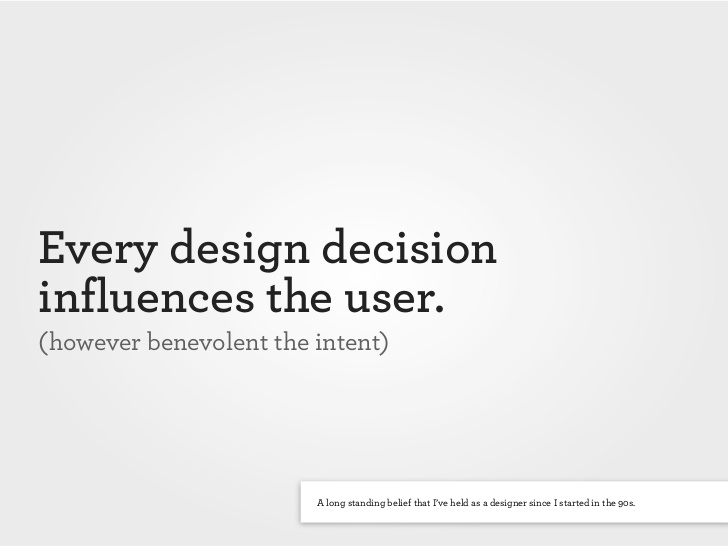 Every design decision
influences the user.
(however benevolent the intent)
A long standing belief that I've held as a designer since I started in the 90s.